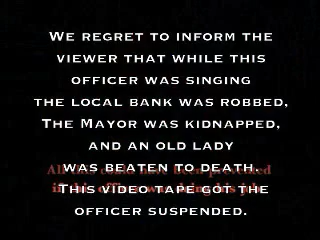 We regret to inform the
viewer that while this
officer was singing
the local bank was robbed,
The Mayor was kidnapped,
and an old lady
was beaten to death.
This video tape got the
officer suspended.